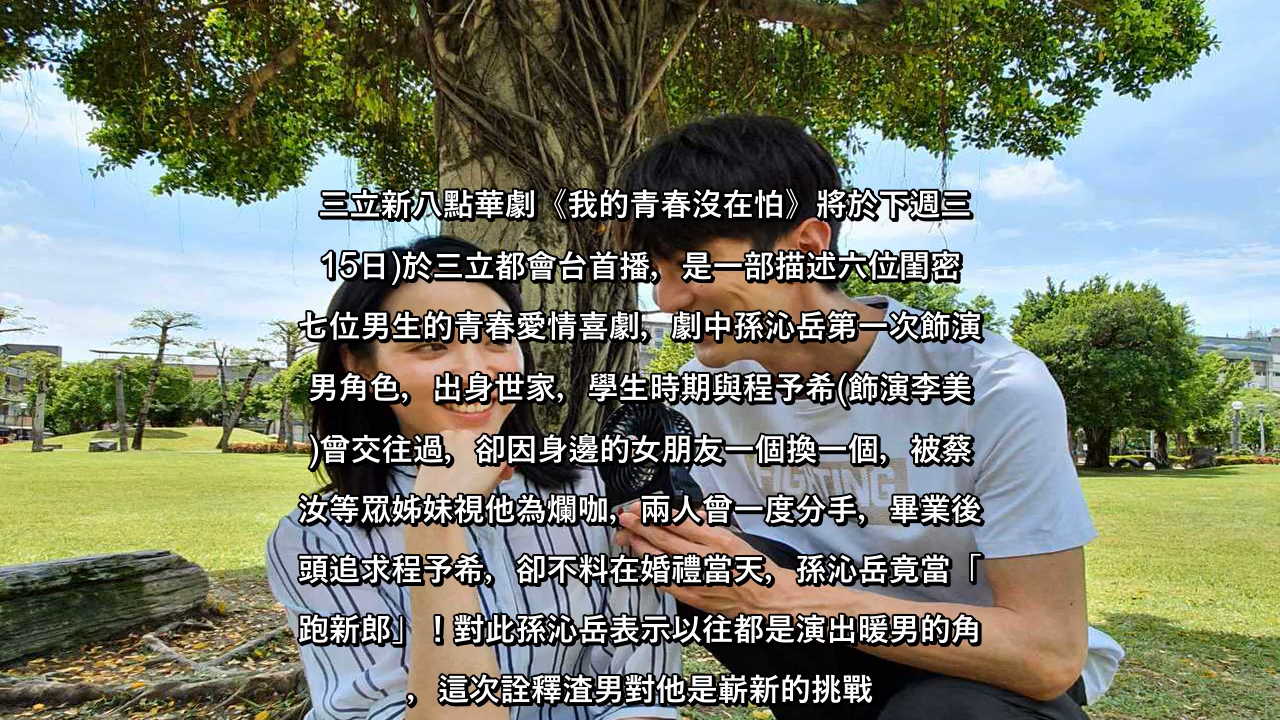 三立新八點華劇《我的青春沒在怕》將於下週三
15日)於三立都會台首播，是一部描述六位閨密
七位男生的青春愛情喜劇，劇中孫沁岳第一次飾演
男角色，出身世家，學生時期與程予希(飾演李美
)曾交往過，卻因身邊的女朋友一個換一個，被蔡
汝等眾姊妹視他為爛咖，兩人曾一度分手，畢業後
頭追求程予希，卻不料在婚禮當天，孫沁岳竟當「
跑新郎」！對此孫沁岳表示以往都是演出暖男的角
，這次詮釋渣男對他是嶄新的挑戰
FIGHTING